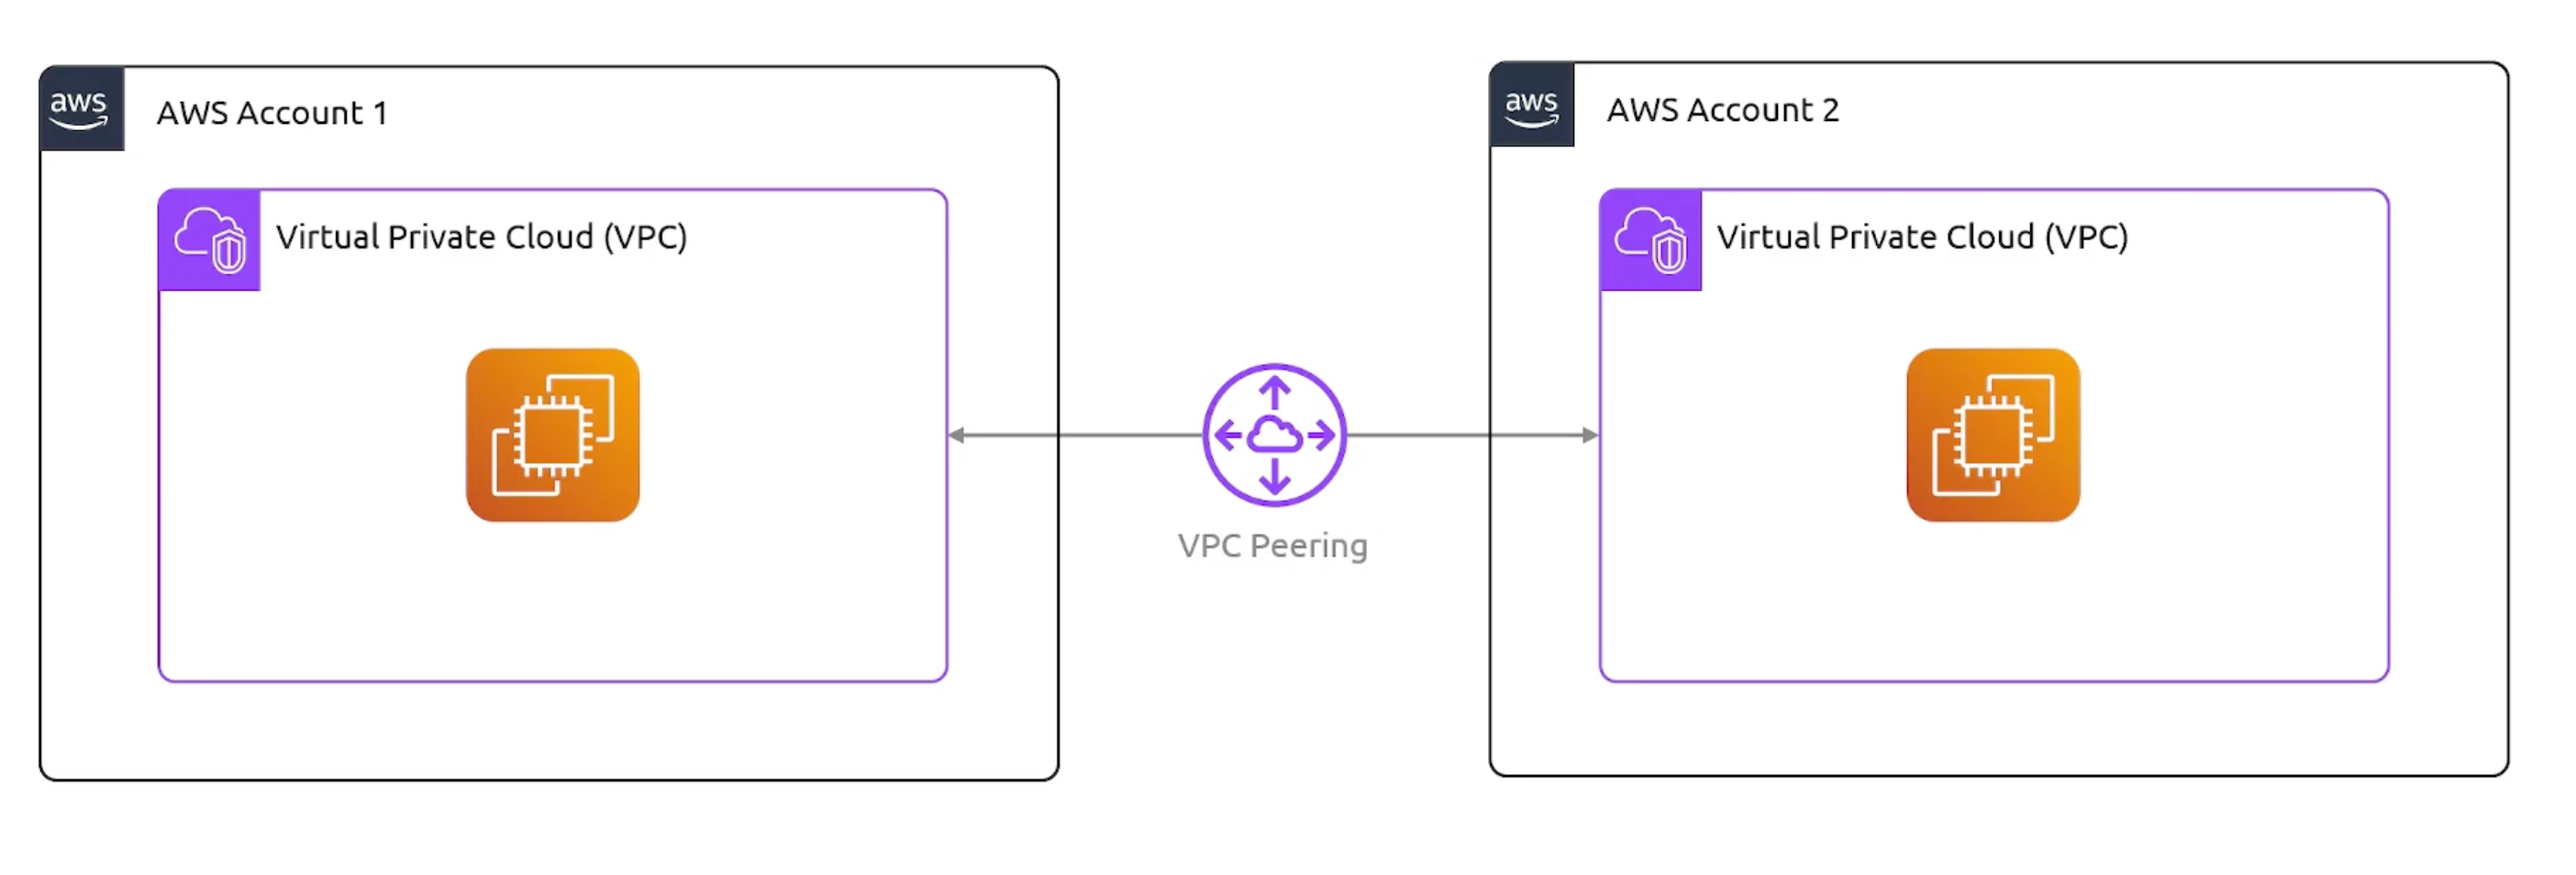 aws
AWS Account 1
Virtual Private Cloud (VPC)
VPC Peering
aws
AWS Account 2
Virtual Private Cloud (VPC)